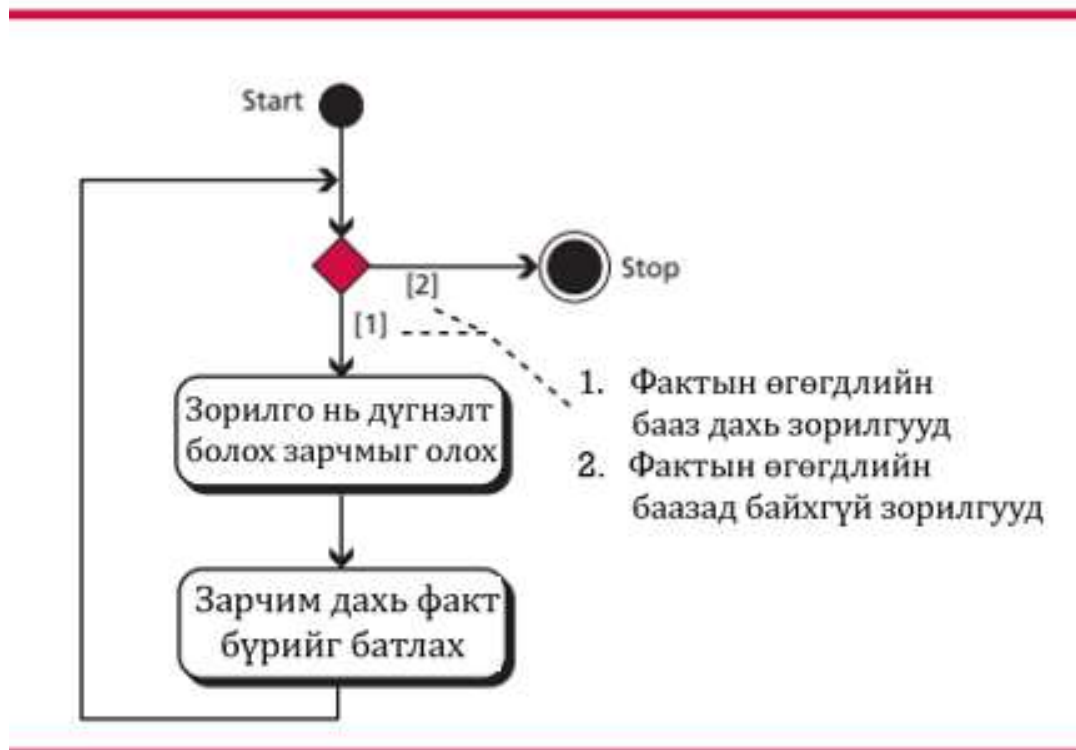 Start
Stop
[2]
[1]
Зорилго нь дүгнэлт
болох зарчмыг олох
1. Фактын өгөгдлийн
бааз дахь зорилгууд
2. Фактын өгөгдлийн
баазад байхгүй зорилгууд
Зарчим дахь факт
бүрийг батлах